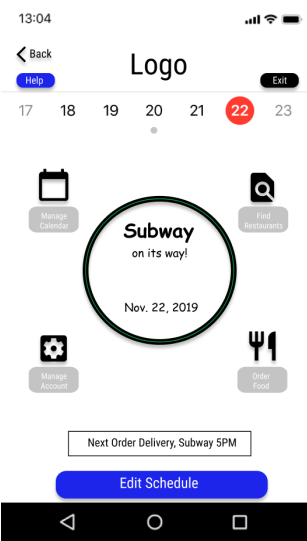 13:04
Back
Logo
Help
Exit
17 18 19 20 21 22 23
Manage
Calendar
Find
Restaurants
Subway
on its way!
Nov. 22, 2019
Manage
Account
Order
Food
Next Order Delivery, Subway 5PM
Edit Schedule